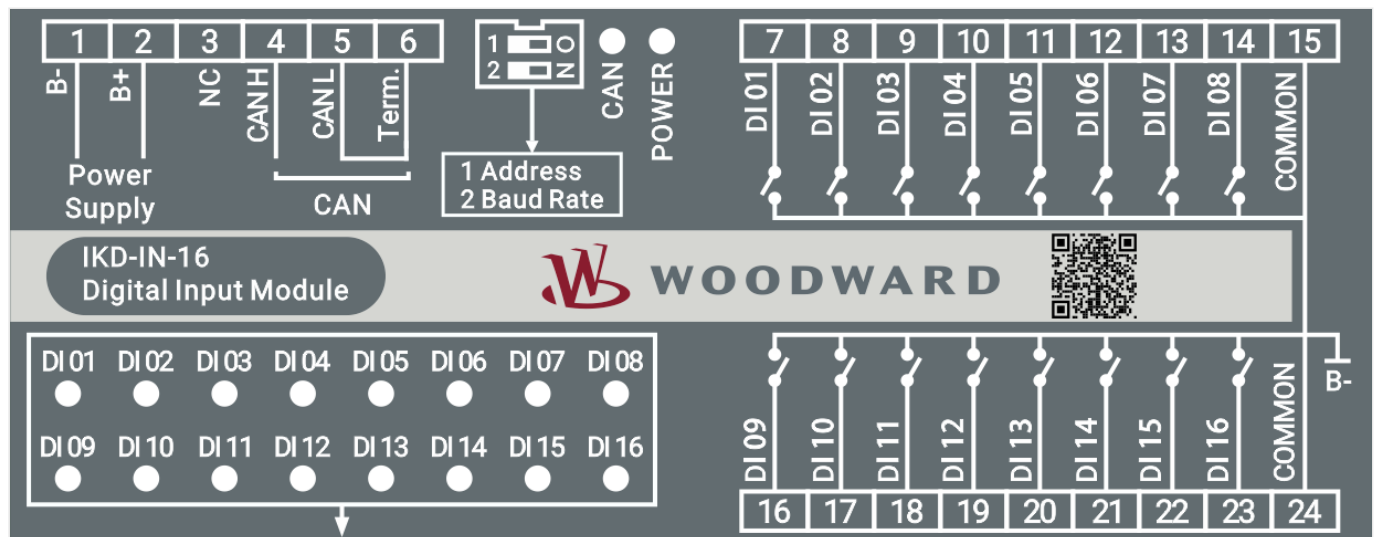 1 2 3 4 5 6
B- B+ NC CAN H CAN L Term.
Power
Supply
CAN
1 O
2 N
CAN POWER
1 Address
2 Baud Rate
7 8 9 10 11 12 13 14 15
DI 01 DI 02 DI 03 DI 04 DI 05 DI 06 DI 07 DI 08 COMMON
IKD-IN-16
Digital Input Module
WOODWARD
DI 01 DI 02 DI 03 DI 04 DI 05 DI 06 DI 07 DI 08
DI 09 DI 10 DI 11 DI 12 DI 13 DI 14 DI 15 DI 16
B-
DI 09 DI 10 DI 11 DI 12 DI 13 DI 14 DI 15 DI 16 COMMON
16 17 18 19 20 21 22 23 24